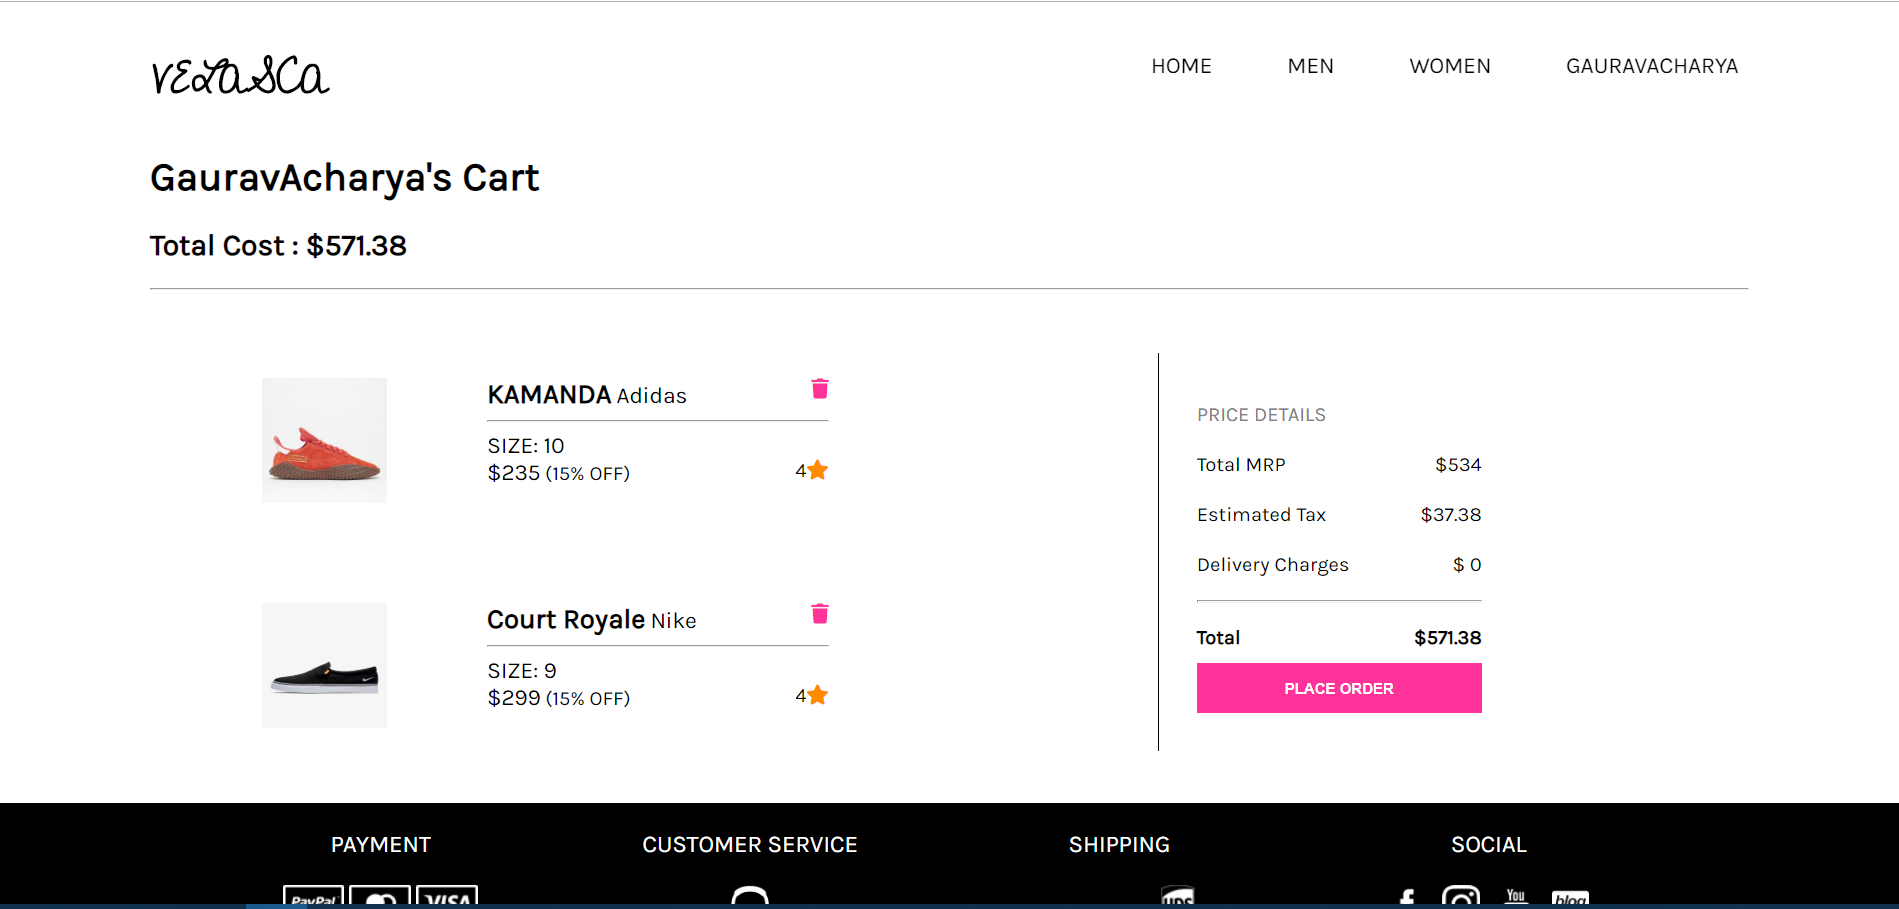 VELASCA
HOME MEN WOMEN GAURAVACHARYA
GauravAcharya's Cart
Total Cost : $571.38
KAMANDA Adidas
SIZE: 10
$235 (15% OFF) 4
Court Royale Nike
SIZE: 9
$299 (15% OFF) 4
PRICE DETAILS
Total MRP $534
Estimated Tax $37.38
Delivery Charges $ 0
Total $571.38
PLACE ORDER
PAYMENT CUSTOMER SERVICE SHIPPING SOCIAL
PayPal VISA ups f You blog